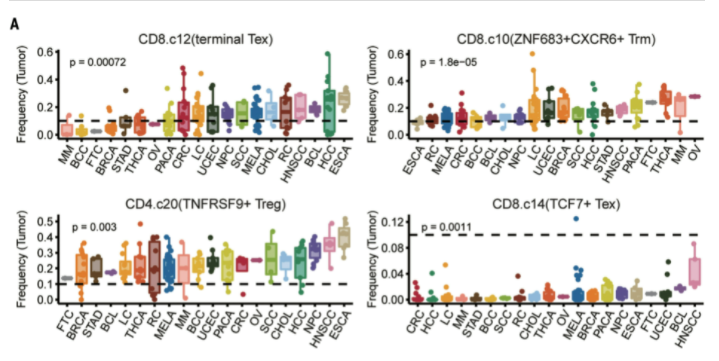 A
CD8.c12(terminal Tex)
Frequency (Tumor)
0.6
0.4
0.2
0.0
p = 0.00072
MM BCC FTC BRCA STAD THCA OV PACA CRC LC UCEC NPC SCC MELA CHOL RC HNSCC BCL HCC ESCA
CD8.c10(ZNF683+CXCR6+ Trm)
Frequency (Tumor)
0.6
0.4
0.2
0.0
p = 1.8e−05
ESCA RC MELA CRC BCC BCL CHOL NPC LC UCEC BRCA SCC HCC STAD HNSCC PACA FTC THCA MM OV
CD4.c20(TNFRSF9+ Treg)
Frequency (Tumor)
0.5
0.4
0.3
0.2
0.1
0.0
p = 0.003
FTC BRCA STAD BCL LC THCA RC MELA MM BCC UCEC PACA CRC OV SCC CHOL HCC NPC HNSCC ESCA
CD8.c14(TCF7+ Tex)
Frequency (Tumor)
0.12
0.08
0.04
0.00
p = 0.0011
CRC HCC LC MM STAD BCC SCC RC CHOL THCA OV MELA BRCA PACA NPC ESCA FTC UCEC BCL HNSCC